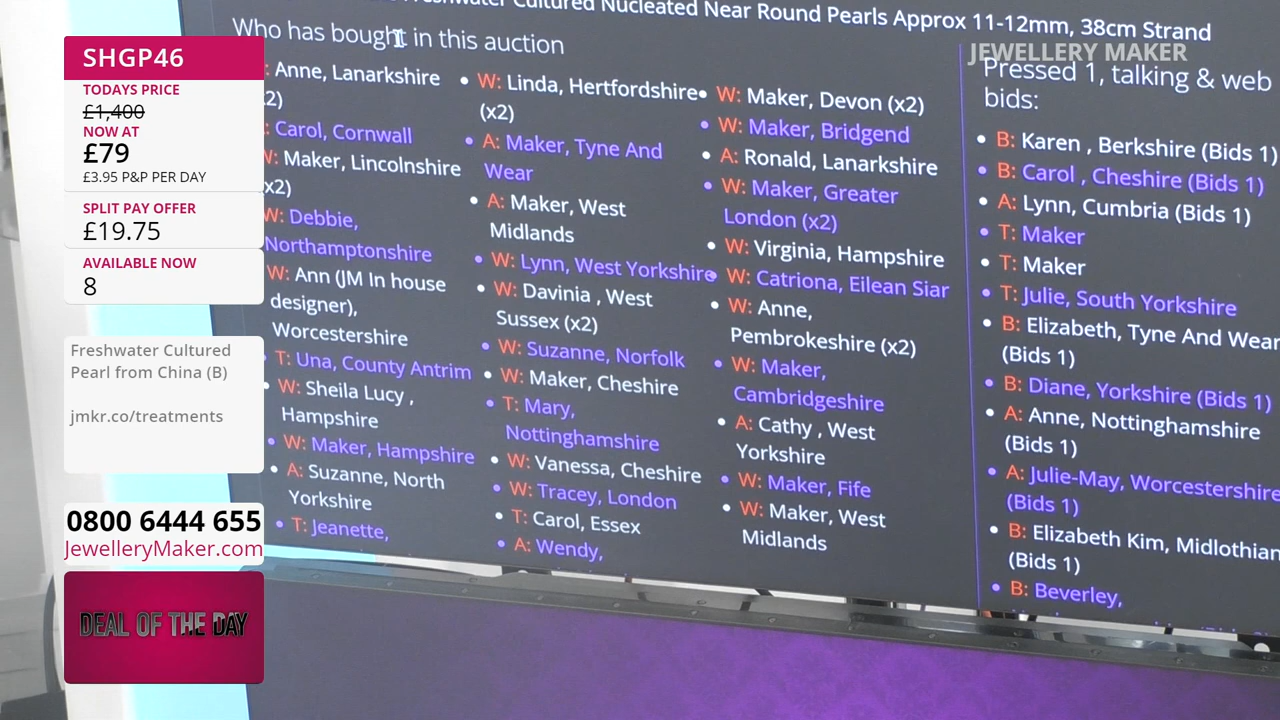 Freshwater Cultured Nucleated Near Round Pearls Approx 11-12mm, 38cm Strand
Who has bought in this auction
JEWELLERY MAKER
SHGP46
TODAYS PRICE
£1,400
NOW AT
£79
£3.95 P&P PER DAY
SPLIT PAY OFFER
£19.75
AVAILABLE NOW
8
Freshwater Cultured
Pearl from China (B)
jmkr.co/treatments
0800 6444 655
JewelleryMaker.com
DEAL OF THE DAY
: Anne, Lanarkshire
2)
: Carol, Cornwall
W: Maker, Lincolnshire
x2)
W: Debbie,
Northamptonshire
W: Ann (JM In house
designer),
Worcestershire
T: Una, County Antrim
W: Sheila Lucy ,
Hampshire
W: Maker, Hampshire
A: Suzanne, North
Yorkshire
T: Jeanette,
W: Linda, Hertfordshire
(x2)
A: Maker, Tyne And
Wear
A: Maker, West
Midlands
W: Lynn, West Yorkshire
W: Davinia , West
Sussex (x2)
W: Suzanne, Norfolk
W: Maker, Cheshire
T: Mary,
Nottinghamshire
W: Vanessa, Cheshire
W: Tracey, London
T: Carol, Essex
A: Wendy,
W: Maker, Devon (x2)
W: Maker, Bridgend
A: Ronald, Lanarkshire
W: Maker, Greater
London (x2)
W: Virginia, Hampshire
W: Catriona, Eilean Siar
W: Anne,
Pembrokeshire (x2)
W: Maker,
Cambridgeshire
A: Cathy , West
Yorkshire
W: Maker, Fife
W: Maker, West
Midlands
Pressed 1, talking & web
bids:
B: Karen , Berkshire (Bids 1)
B: Carol , Cheshire (Bids 1)
A: Lynn, Cumbria (Bids 1)
T: Maker
T: Maker
T: Julie, South Yorkshire
B: Elizabeth, Tyne And Wear
(Bids 1)
B: Diane, Yorkshire (Bids 1)
A: Anne, Nottinghamshire
(Bids 1)
A: Julie-May, Worcestershire
(Bids 1)
B: Elizabeth Kim, Midlothian
(Bids 1)
B: Beverley,